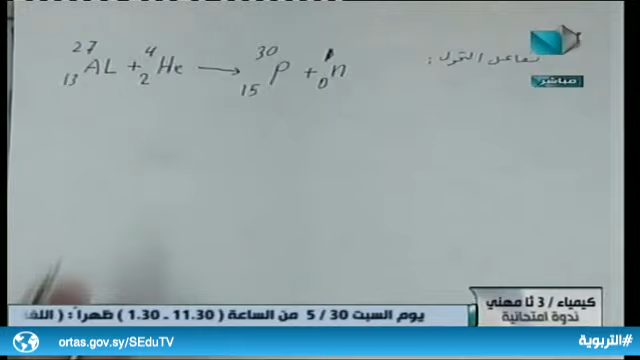 تفاعل التحول :
27 13 AL + 4 2 He → 30 15 P + 1 0 n
مباشر
كيمياء / 3 ثا مهني
ندوة امتحانية
يوم السبت 30 / 5 من الساعة ( 11.30 - 1.30 ) ظهراً : ( اللغة
ortas.gov.sy/SEduTV
#التربوية